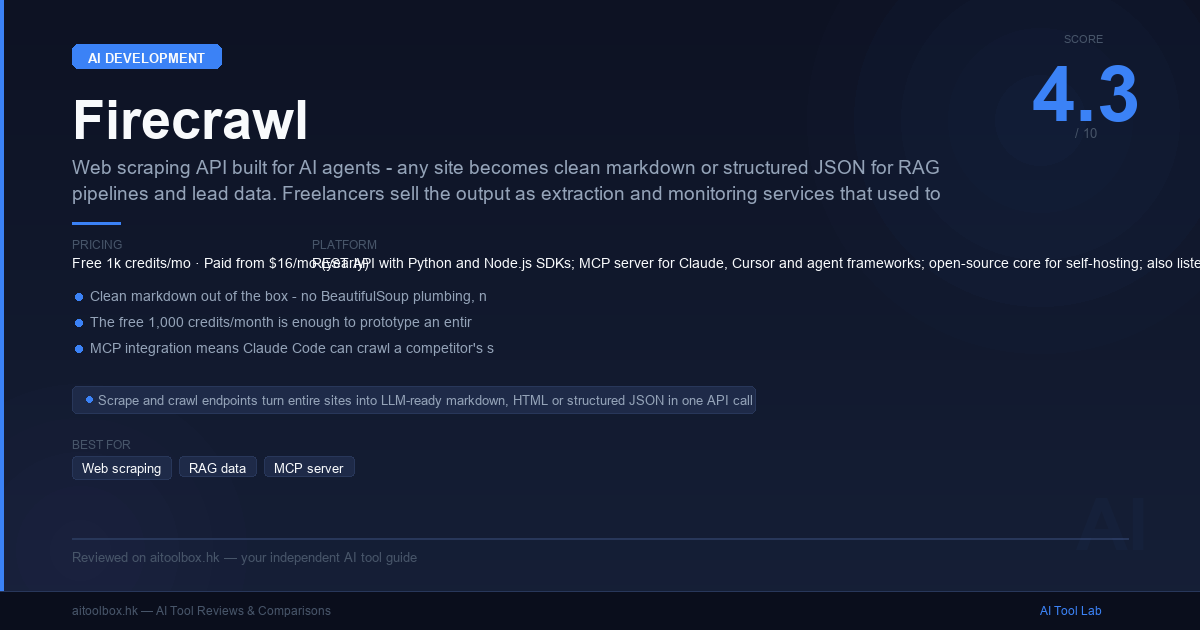 AI DEVELOPMENT
SCORE
4.3
/ 10
Firecrawl
Web scraping API built for AI agents - any site becomes clean markdown or structured JSON for RAG
pipelines and lead data. Freelancers sell the output as extraction and monitoring services that used to
PRICING
PLATFORM
Free 1k credits/mo · Paid from $16/mo (yearly)
REST API with Python and Node.js SDKs; MCP server for Claude, Cursor and agent frameworks; open-source core for self-hosting; also liste
Clean markdown out of the box - no BeautifulSoup plumbing, n
The free 1,000 credits/month is enough to prototype an entir
MCP integration means Claude Code can crawl a competitor's s
Scrape and crawl endpoints turn entire sites into LLM-ready markdown, HTML or structured JSON in one API call
BEST FOR
Web scraping
RAG data
MCP server
AI
Reviewed on aitoolbox.hk — your independent AI tool guide
aitoolbox.hk — AI Tool Reviews & Comparisons
AI Tool Lab